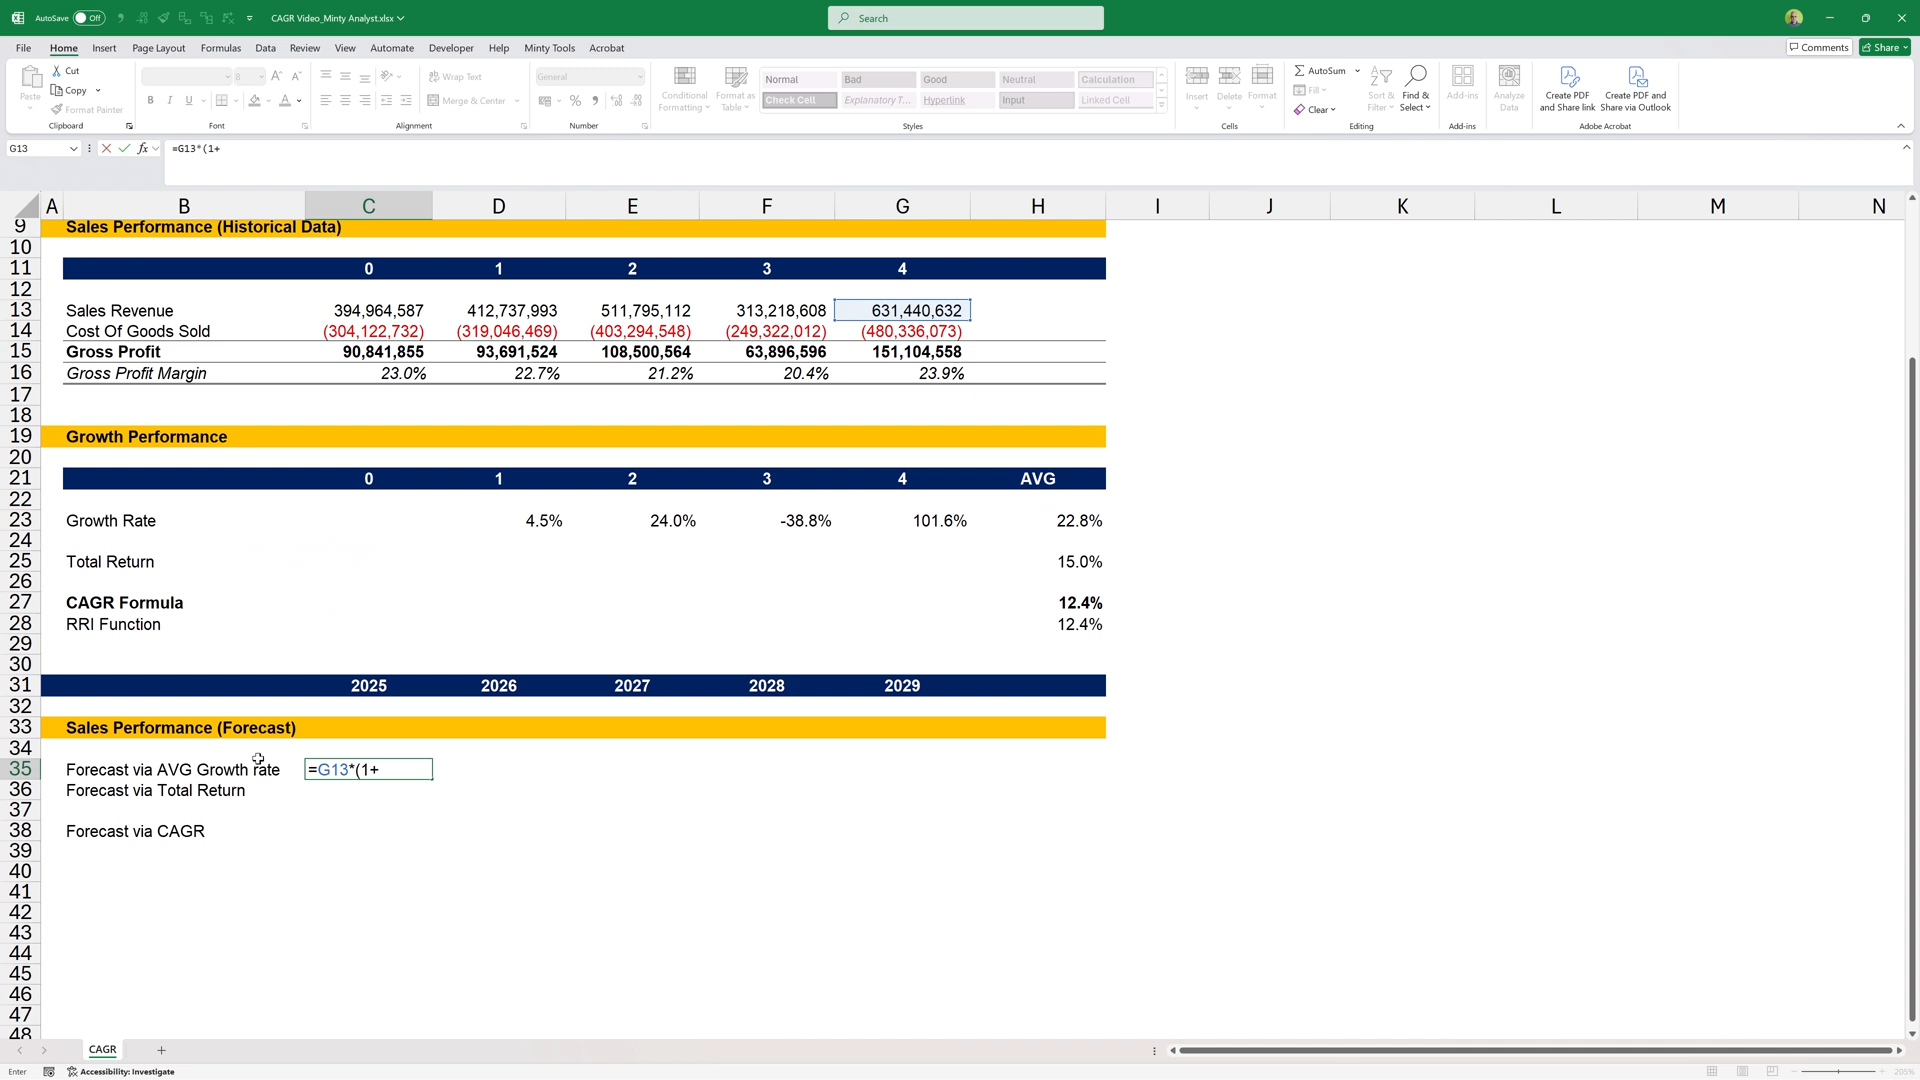 AutoSave Off CAGR Video_Minty Analyst.xlsx Search
File Home Insert Page Layout Formulas Data Review View Automate Developer Help Minty Tools Acrobat Comments Share
Paste Cut Copy Format Painter Clipboard
8 B I U A Font
Wrap Text Merge & Center Alignment
General % Number
Conditional Formatting Format as Table
Normal Bad Good Neutral Calculation
Check Cell Explanatory T... Hyperlink Input Linked Cell
Styles
Insert Delete Format Cells
AutoSum Fill Clear Sort & Filter Find & Select Editing
Add-ins Add-ins
Analyze Data
Create PDF and Share link Create PDF and Share via Outlook Adobe Acrobat
G13 fx =G13*(1+
A B C D E F G H I J K L M N
9 Sales Performance (Historical Data)
10
11 0 1 2 3 4
12
13 Sales Revenue 394,964,587 412,737,993 511,795,112 313,218,608 631,440,632
14 Cost Of Goods Sold (304,122,732) (319,046,469) (403,294,548) (249,322,012) (480,336,073)
15 Gross Profit 90,841,855 93,691,524 108,500,564 63,896,596 151,104,558
16 Gross Profit Margin 23.0% 22.7% 21.2% 20.4% 23.9%
17
18
19 Growth Performance
20
21 0 1 2 3 4 AVG
22
23 Growth Rate 4.5% 24.0% -38.8% 101.6% 22.8%
24
25 Total Return 15.0%
26
27 CAGR Formula 12.4%
28 RRI Function 12.4%
29
30
31 2025 2026 2027 2028 2029
32
33 Sales Performance (Forecast)
34
35 Forecast via AVG Growth rate =G13*(1+
36 Forecast via Total Return
37
38 Forecast via CAGR
39
40
41
42
43
44
45
46
47
48
CAGR
Enter Accessibility: Investigate 205%